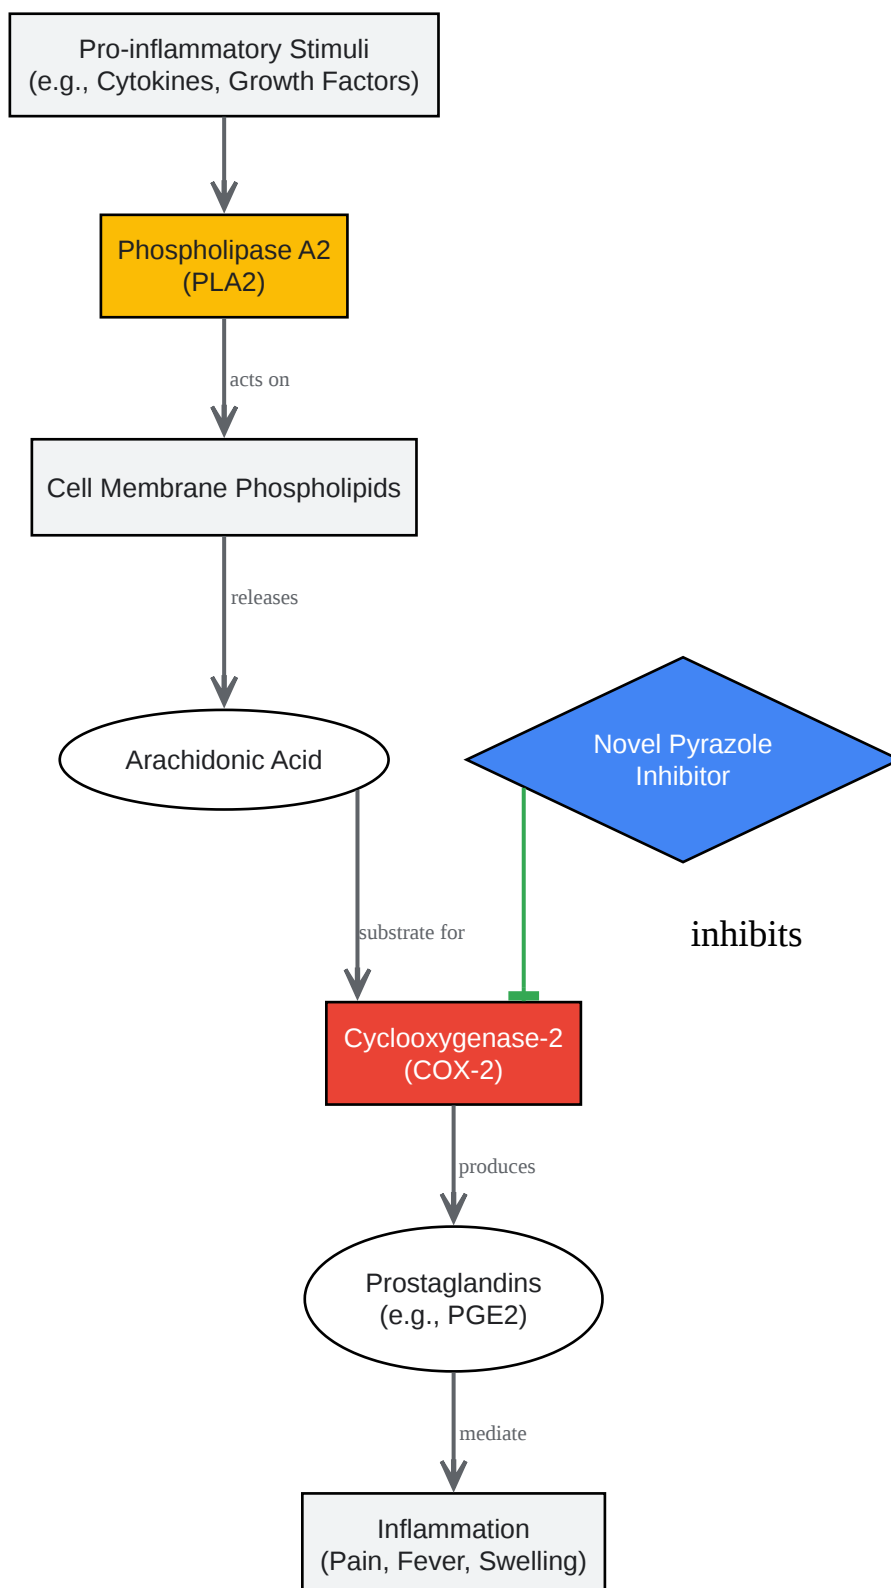 Pro-inflammatory Stimuli
(e.g., Cytokines, Growth Factors)
Phospholipase A2
(PLA2)
acts on
Cell Membrane Phospholipids
releases
Arachidonic Acid
Novel Pyrazole
Inhibitor
substrate for
inhibits
Cyclooxygenase-2
(COX-2)
produces
Prostaglandins
(e.g., PGE2)
mediate
Inflammation
(Pain, Fever, Swelling)